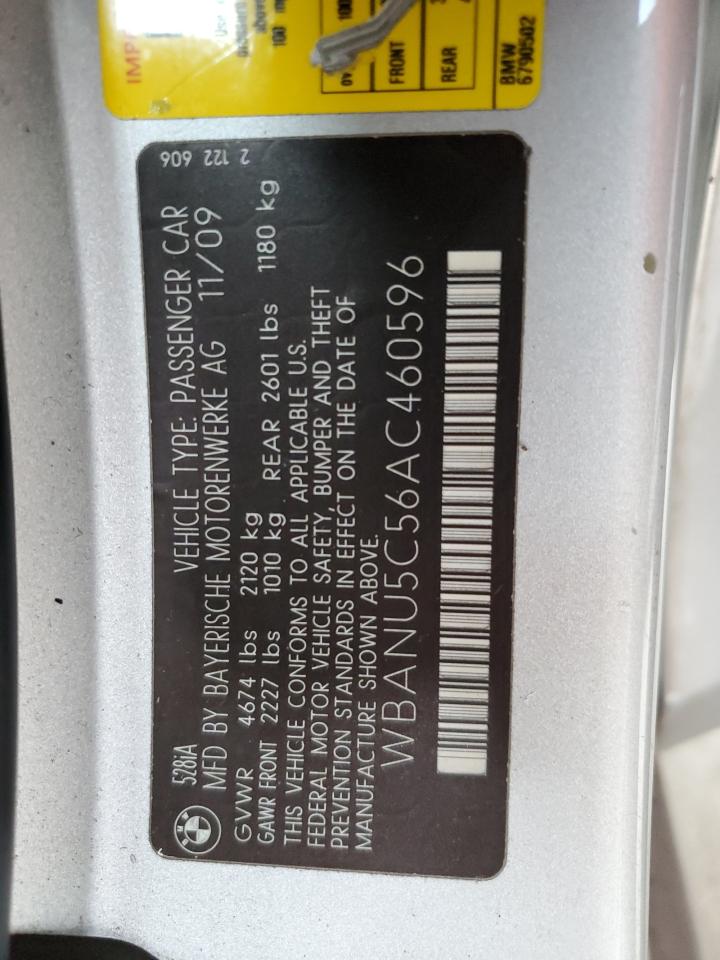 528iA
VEHICLE TYPE: PASSENGER CAR
MFD BY BAYERISCHE MOTORENWERKE AG 11/09
GVWR 4674 lbs 2120 kg
GAWR FRONT 2227 lbs 1010 kg REAR 2601 lbs 1180 kg
THIS VEHICLE CONFORMS TO ALL APPLICABLE U.S.
FEDERAL MOTOR VEHICLE SAFETY, BUMPER AND THEFT
PREVENTION STANDARDS IN EFFECT ON THE DATE OF
MANUFACTURE SHOWN ABOVE.
WBANU5C56AC460596
2 122 606
above
100
FRONT
REAR
BMW
6790502